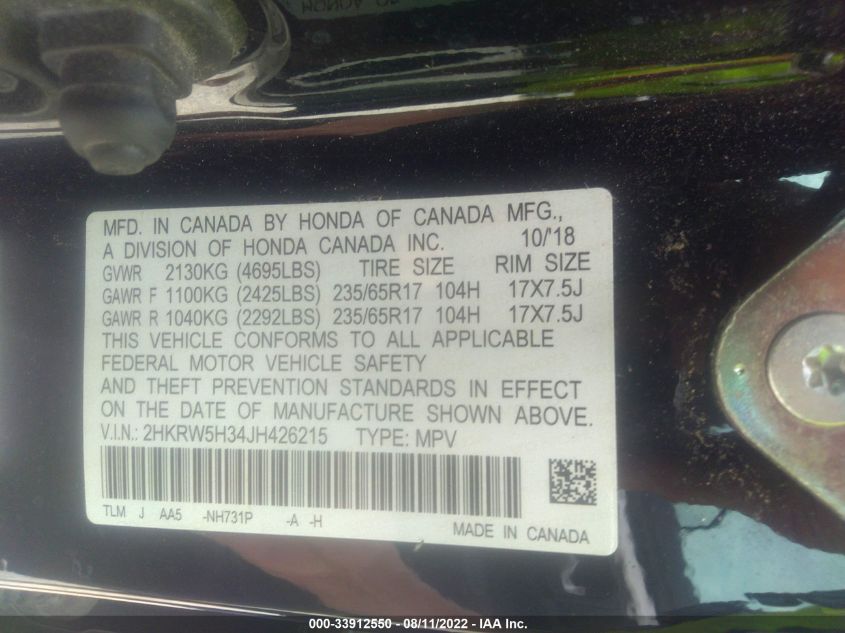 MFD. IN CANADA BY HONDA OF CANADA MFG.,
A DIVISION OF HONDA CANADA INC. 10/'18
GVWR 2130KG (4695LBS) TIRE SIZE RIM SIZE
GAWR F 1100KG (2425LBS) 235/65R17 104H 17X7.5J
GAWR R 1040KG (2292LBS) 235/65R17 104H 17X7.5J
THIS VEHICLE CONFORMS TO ALL APPLICABLE
FEDERAL MOTOR VEHICLE SAFETY
AND THEFT PREVENTION STANDARDS IN EFFECT
ON THE DATE OF MANUFACTURE SHOWN ABOVE.
V.I.N.: 2HKRW5H34JH426215 TYPE: MPV
TLM J AA5 -NH731P -A -H
MADE IN CANADA
000-33912550 - 08/11/2022 - IAA Inc.